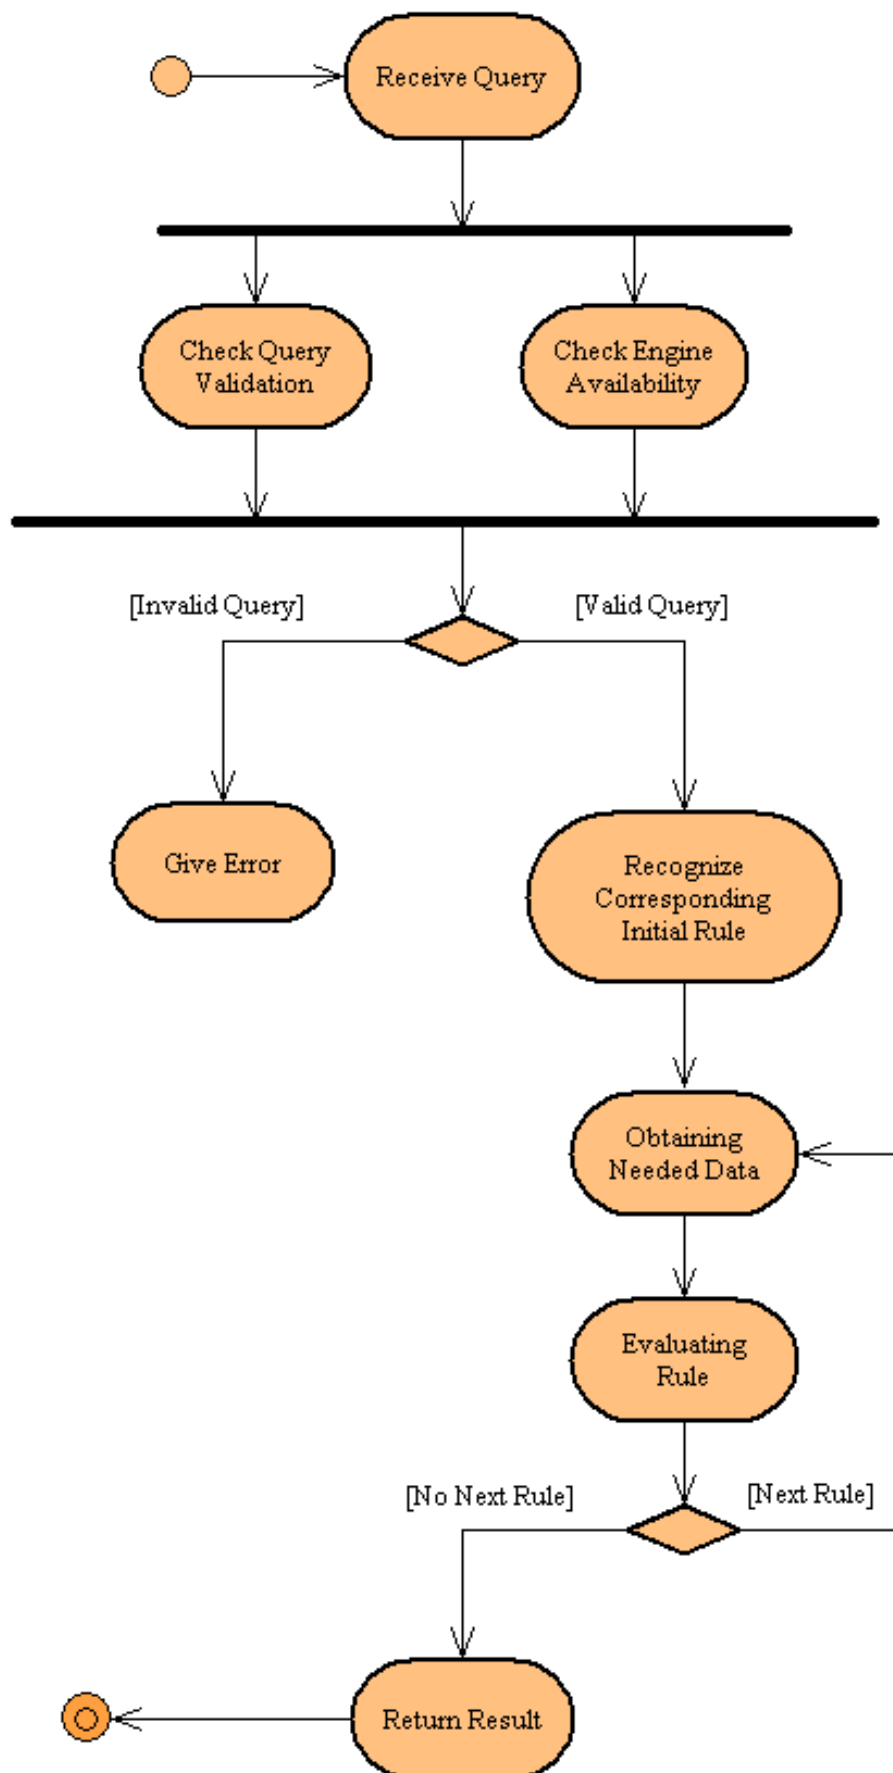 Receive Query
Check Query
Validation
Check Engine
Availability
[Invalid Query]
[Valid Query]
Give Error
Recognize
Corresponding
Initial Rule
Obtaining
Needed Data
Evaluating
Rule
[No Next Rule]
[Next Rule]
Return Result